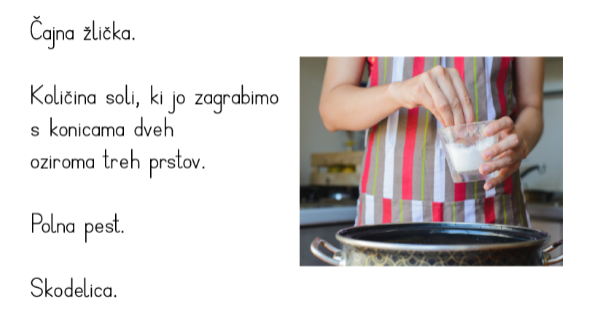 Čajna žlička.
Količina soli, ki jo zagrabimo
s konicama dveh
oziroma treh prstov.
Polna pest.
Skodelica.